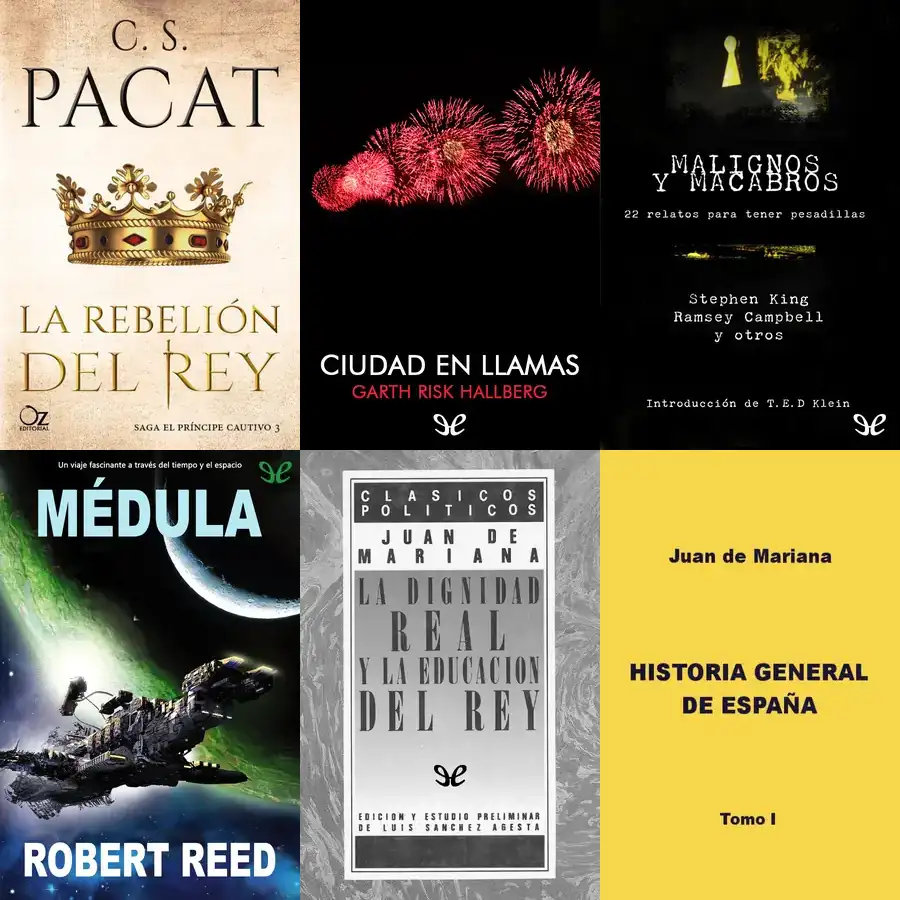 C. S.
PACAT
LA REBELIÓN
DEL REY
Oz
EDITORIAL
SAGA EL PRÍNCIPE CAUTIVO 3
CIUDAD EN LLAMAS
GARTH RISK HALLBERG
MALIGNOS
Y MACABROS
22 relatos para tener pesadillas
Stephen King
Ramsey Campbell
y otros
Introducción de T.E.D Klein
Un viaje fascinante a través del tiempo y el espacio
MÉDULA
ROBERT REED
CLASICOS
POLITICOS
JUAN DE
MARIANA
LA DIGNIDAD
REAL
Y LA EDUCACION
DEL REY
EDICION Y ESTUDIO PRELIMINAR
DE LUIS SANCHEZ AGESTA
Juan de Mariana
HISTORIA GENERAL
DE ESPAÑA
Tomo I